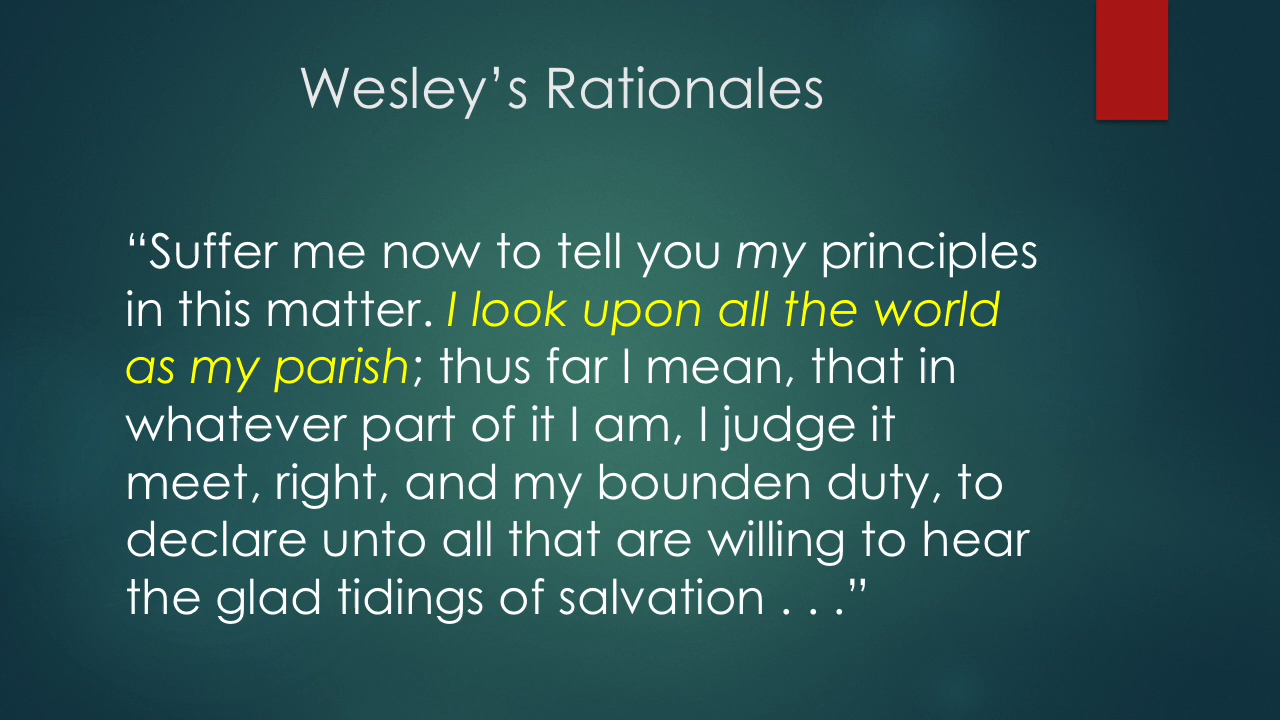 Wesley’s Rationales
“Suffer me now to tell you my principles
in this matter. I look upon all the world
as my parish; thus far I mean, that in
whatever part of it I am, I judge it
meet, right, and my bounden duty, to
declare unto all that are willing to hear
the glad tidings of salvation . . .”